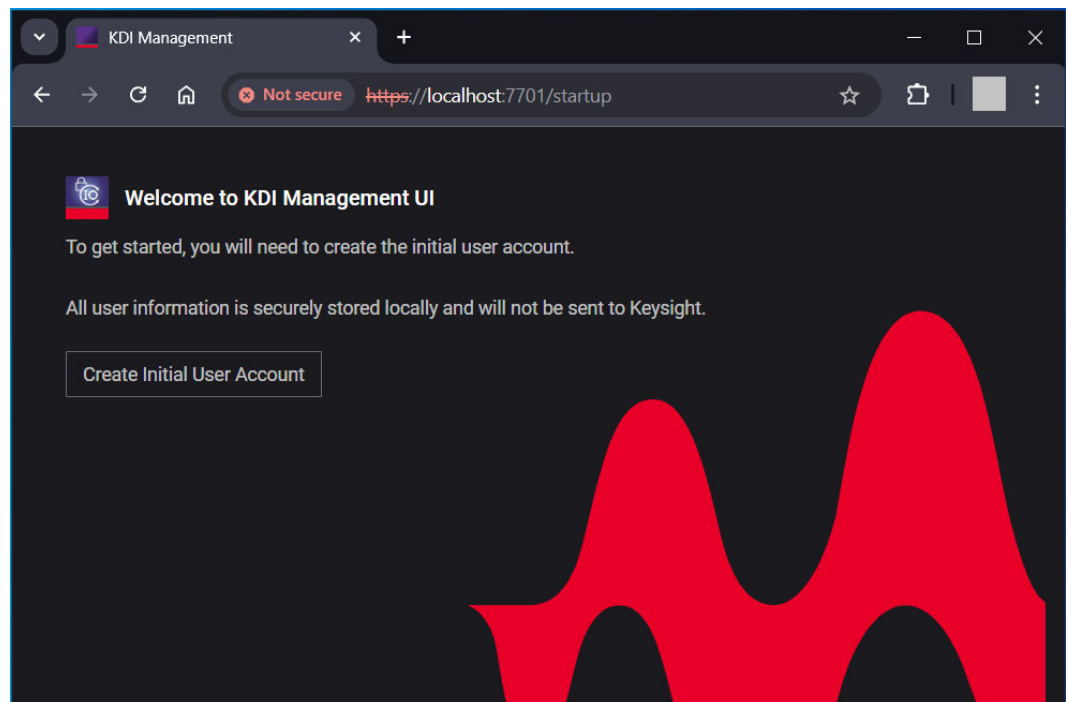 KDI Management
Not secure https://localhost:7701/startup
Welcome to KDI Management UI
To get started, you will need to create the initial user account.
All user information is securely stored locally and will not be sent to Keysight.
Create Initial User Account